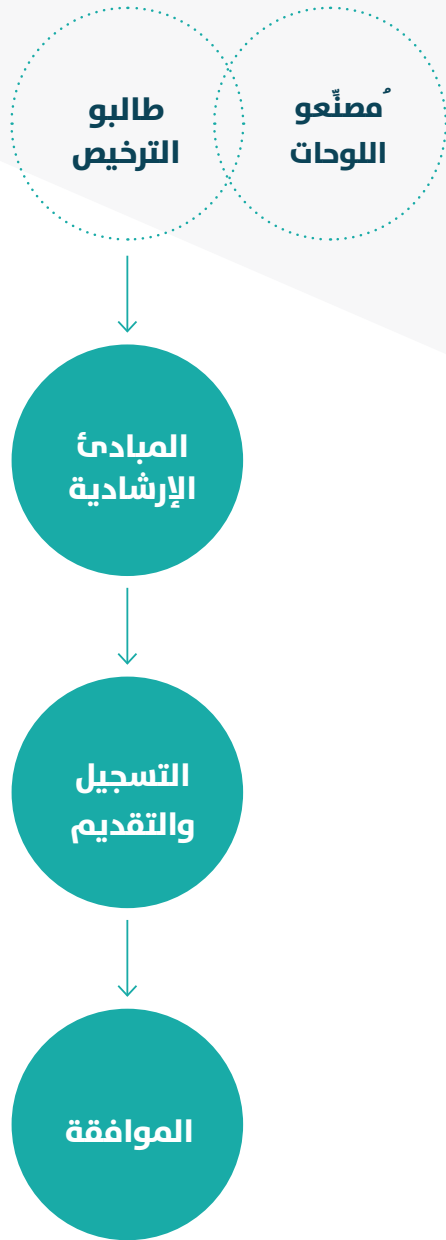 مُصنِّعو
اللوحات
طالبو
الترخيص
المبادئ
الإرشادية
التسجيل
والتقديم
الموافقة